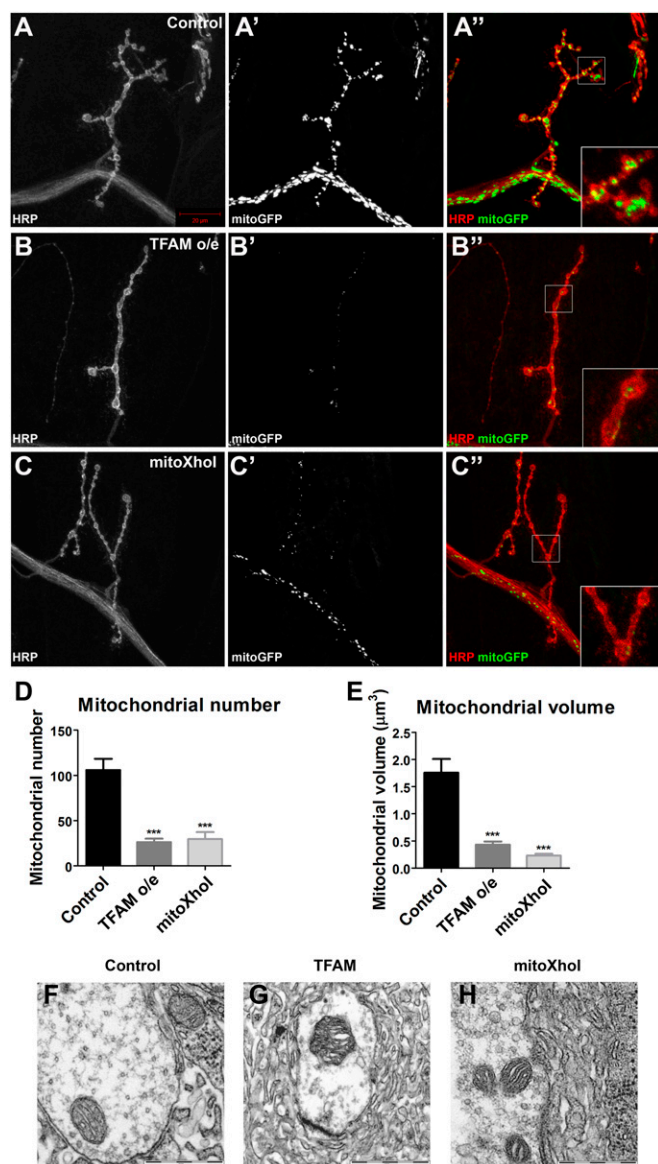 A Control A' A''
HRP 20 µm mitoGFP HRP mitoGFP
B TFAM o/e B' B''
HRP mitoGFP HRP mitoGFP
C mitoXhoI C' C''
HRP mitoGFP HRP mitoGFP
D Mitochondrial number
Mitochondrial number
150
100
50
0
*** ***
Control TFAM o/e mitoXhoI
E Mitochondrial volume
Mitochondrial volume (µm³)
2.5
2.0
1.5
1.0
0.5
0.0
*** ***
Control TFAM o/e mitoXhoI
Control TFAM mitoXhoI
F G H